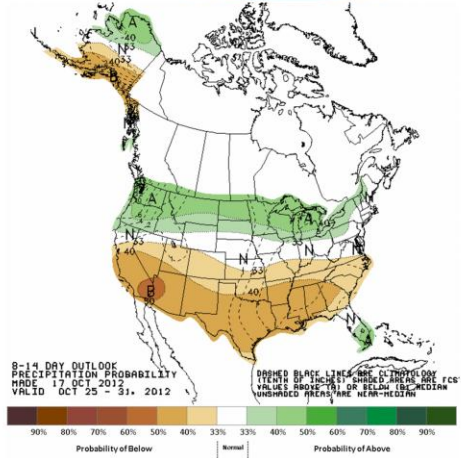 A
40
33
N
33
40
B
N
A
A
40
N
33
40
N
33
N
N
33
40
B
50
N
A
8-14 DAY OUTLOOK
PRECIPITATION PROBABILITY
MADE 17 OCT 2012
VALID OCT 25 - 31, 2012
DASHED BLACK LINES ARE CLIMATOLOGY
(TENTH OF INCHES) SHADED AREAS ARE FCST
VALUES ABOVE (A) OR BELOW (B) MEDIAN
UNSHADED AREAS ARE NEAR-MEDIAN
90% 80% 70% 60% 50% 40% 33% 33% 40% 50% 60% 70% 80% 90%
Probability of Below Normal Probability of Above